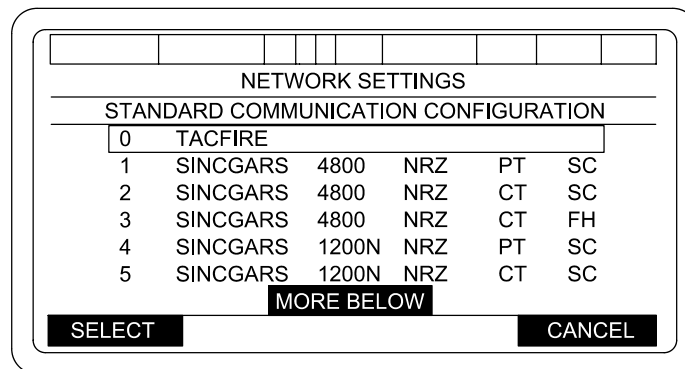 NETWORK SETTINGS
STANDARD COMMUNICATION CONFIGURATION
0 TACFIRE
1 SINCGARS 4800 NRZ PT SC
2 SINCGARS 4800 NRZ CT SC
3 SINCGARS 4800 NRZ CT FH
4 SINCGARS 1200N NRZ PT SC
5 SINCGARS 1200N NRZ CT SC
MORE BELOW
SELECT CANCEL